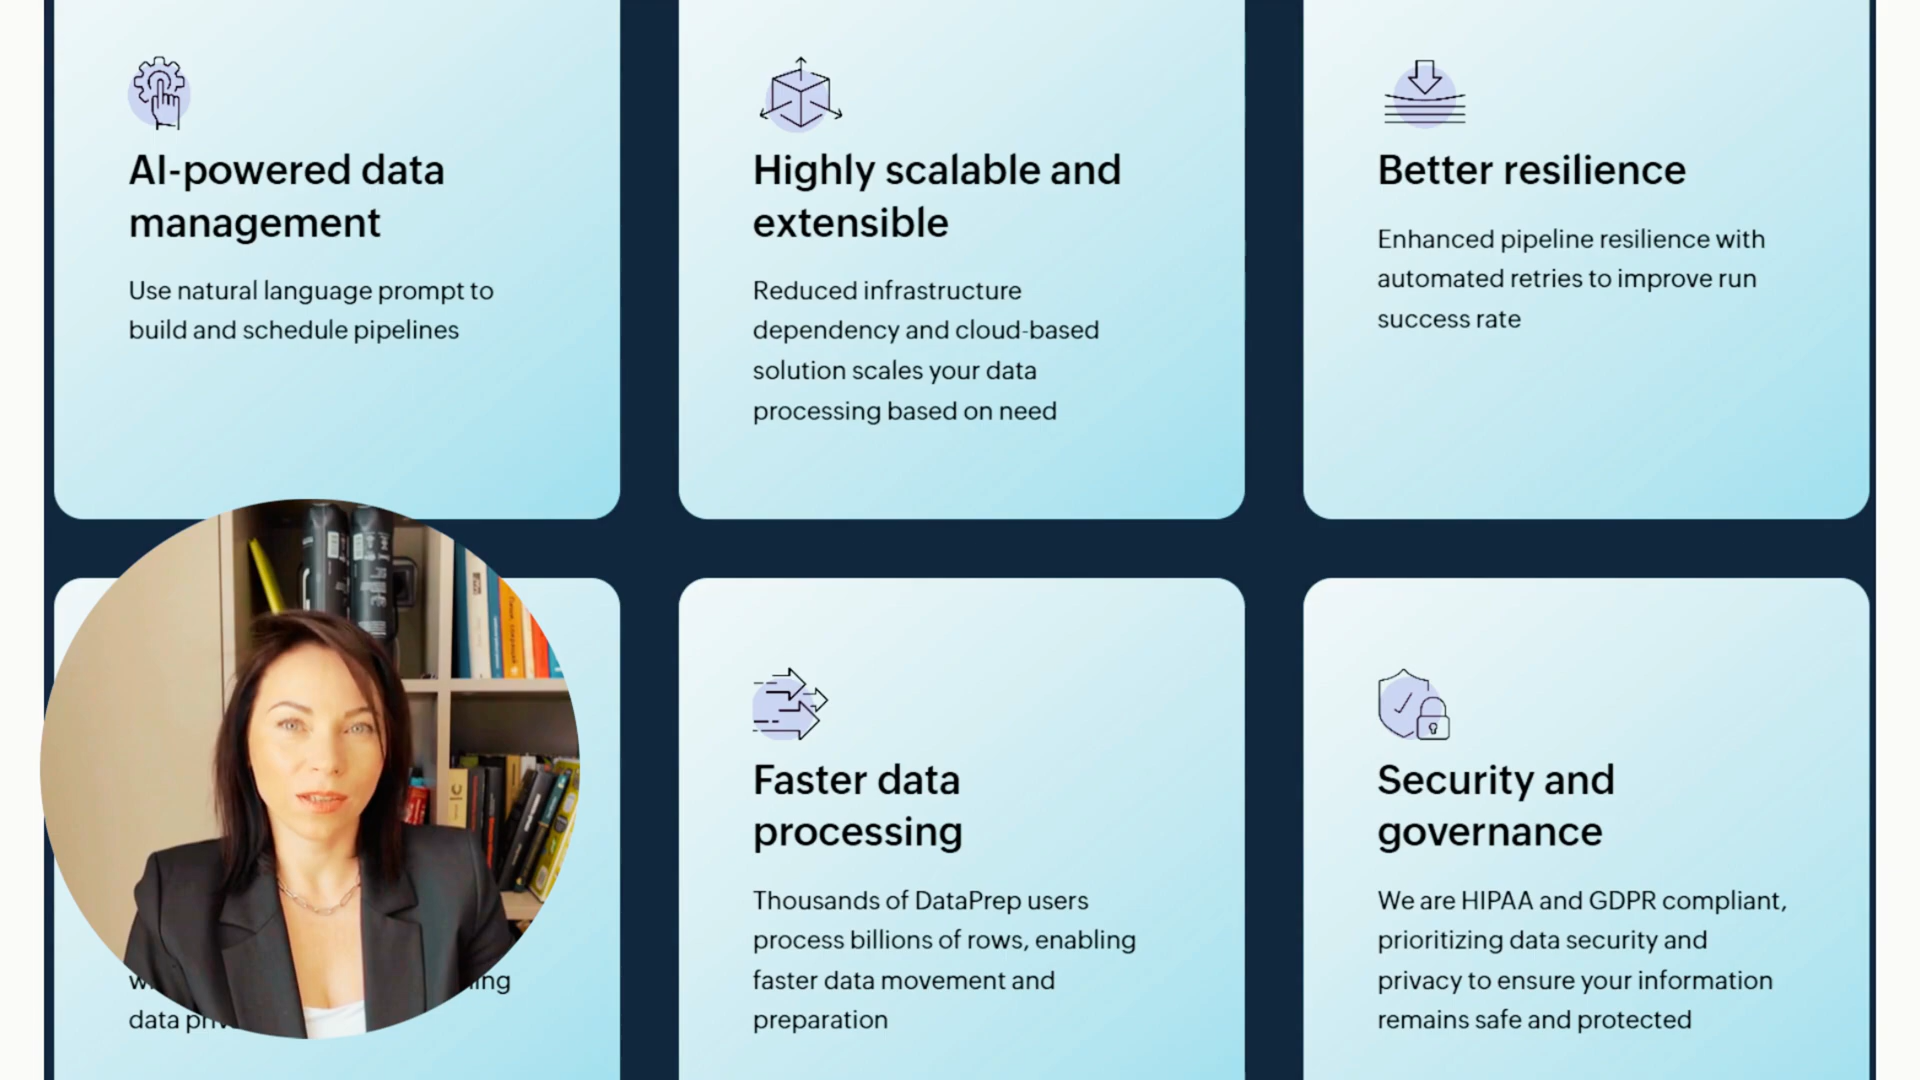 AI-powered data
management
Use natural language prompt to
build and schedule pipelines
Highly scalable and
extensible
Reduced infrastructure
dependency and cloud-based
solution scales your data
processing based on need
Better resilience
Enhanced pipeline resilience with
automated retries to improve run
success rate
data
Faster data
processing
Thousands of DataPrep users
process billions of rows, enabling
faster data movement and
preparation
Security and
governance
We are HIPAA and GDPR compliant,
prioritizing data security and
privacy to ensure your information
remains safe and protected